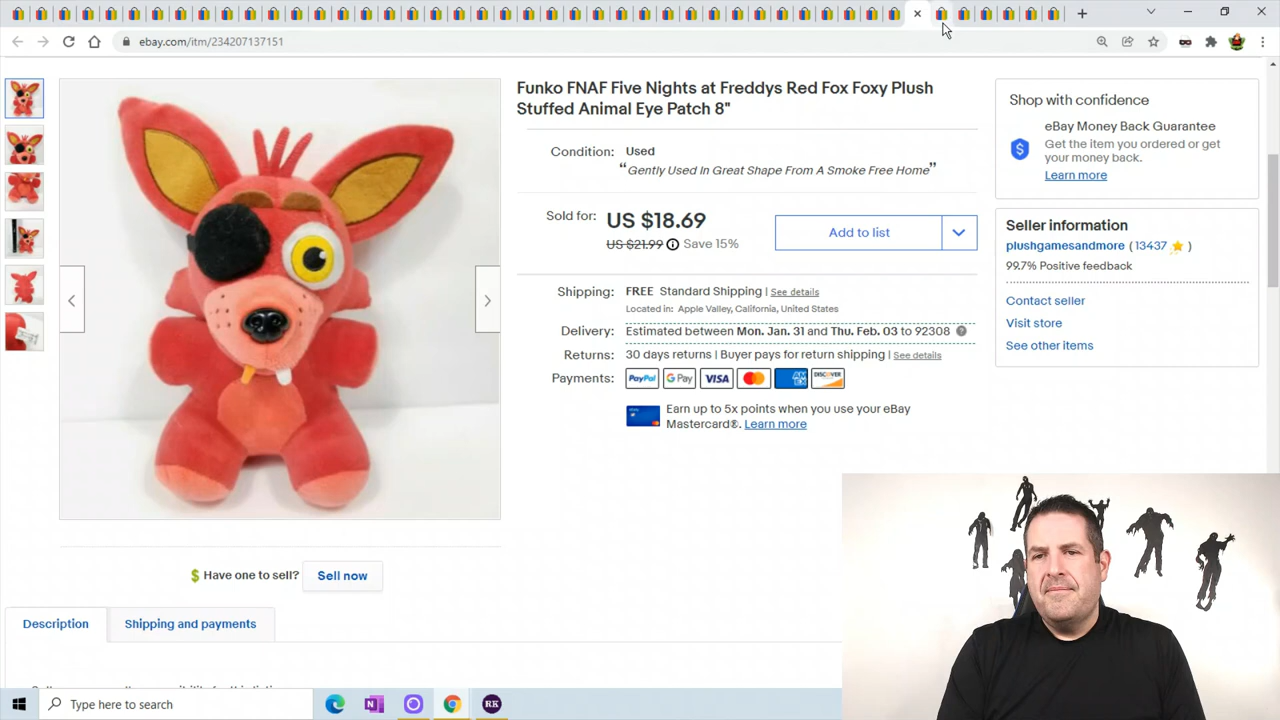 ebay.com/itm/234207137151
Funko FNAF Five Nights at Freddys Red Fox Foxy Plush
Stuffed Animal Eye Patch 8"
Condition: Used
“Gently Used In Great Shape From A Smoke Free Home”
Sold for: US $18.69
US $21.99 Save 15%
Add to list
Shipping: FREE Standard Shipping | See details
Located in: Apple Valley, California, United States
Delivery: Estimated between Mon. Jan. 31 and Thu. Feb. 03 to 92308
Returns: 30 days returns | Buyer pays for return shipping | See details
Payments: PayPal G Pay VISA AM EX DISCOVER
Earn up to 5x points when you use your eBay
Mastercard®. Learn more
Shop with confidence
eBay Money Back Guarantee
Get the item you ordered or get
your money back.
Learn more
Seller information
plushgamesandmore (13437 )
99.7% Positive feedback
Contact seller
Visit store
See other items
$ Have one to sell? Sell now
Description Shipping and payments
Type here to search
RK